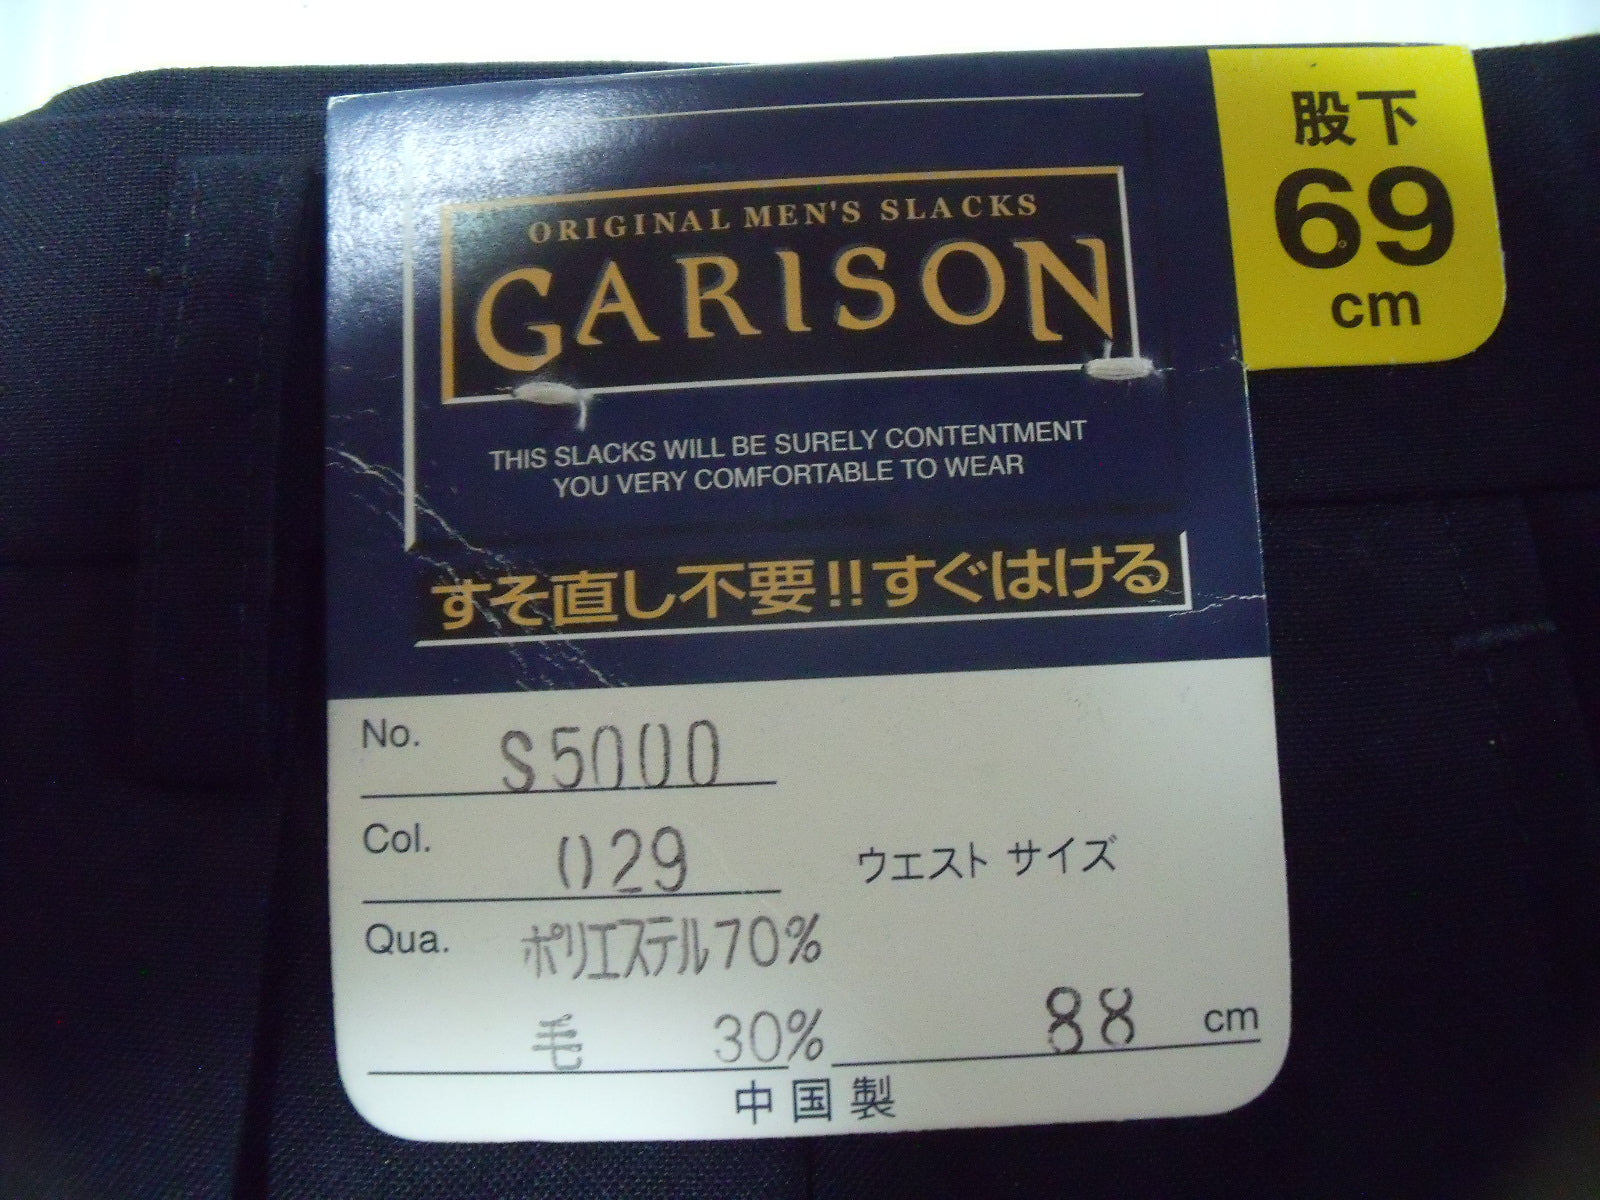 股下
69
cm
ORIGINAL MEN'S SLACKS
GARISON
THIS SLACKS WILL BE SURELY CONTENTMENT
YOU VERY COMFORTABLE TO WEAR
すそ直し不要!!すぐはける
No. S5000
Col. 029
ウエスト サイズ
Qua. ポリエステル70%
毛 30%
88 cm
中国製